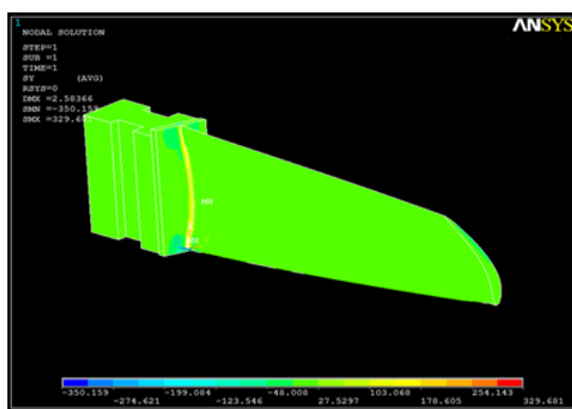 1
ANSYS
NODAL SOLUTION
STEP=1
SUB =1
TIME=1
SY (AVG)
RSYS=0
DMX =2.58366
SMN =-350.159
SMX =329.681
MN
MX
-350.159 -199.084 -48.008 103.068 254.143
-274.621 -123.546 27.5297 178.605 329.681